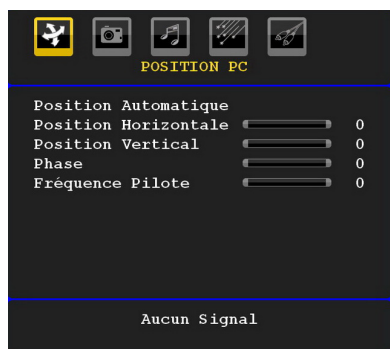 POSITION PC
Position Automatique
Position Horizontale 0
Position Vertical 0
Phase 0
Fréquence Pilote 0
Aucun Signal